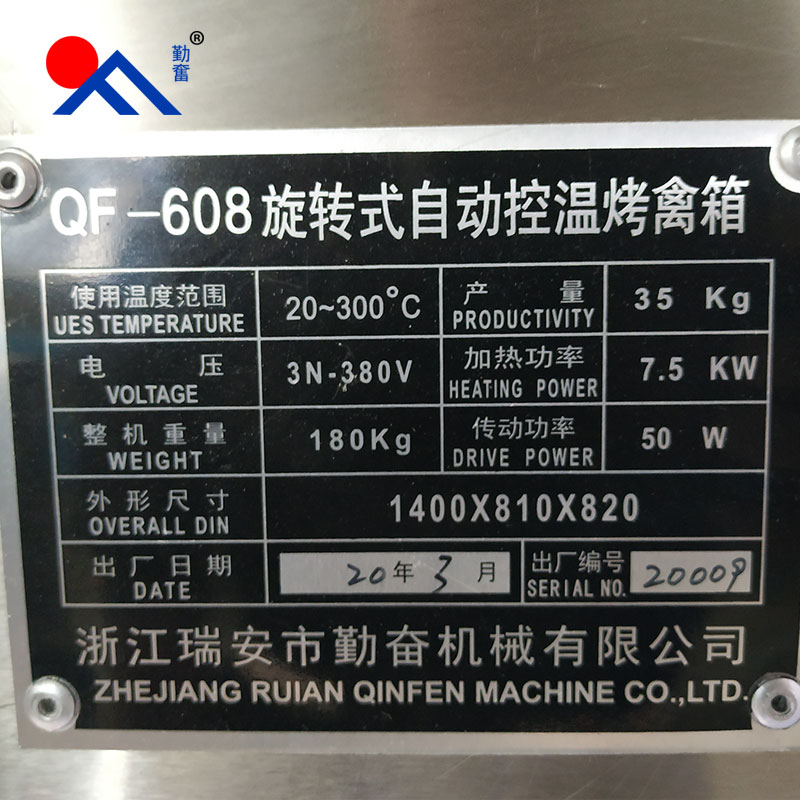 勤奮®
QF-608旋转式自动控温烤禽箱
使用温度范围 20~300°C 产量 35 Kg
UES TEMPERATURE PRODUCTIVITY
电压 3N-380V 加热功率 7.5 KW
VOLTAGE HEATING POWER
整机重量 180Kg 传动功率 50 W
WEIGHT DRIVE POWER
外形尺寸 1400X810X820
OVERALL DIN
出厂日期 20年3月 出厂编号 20009
DATE SERIAL NO.
浙江瑞安市勤奋机械有限公司
ZHEJIANG RUIAN QINFEN MACHINE CO.,LTD.